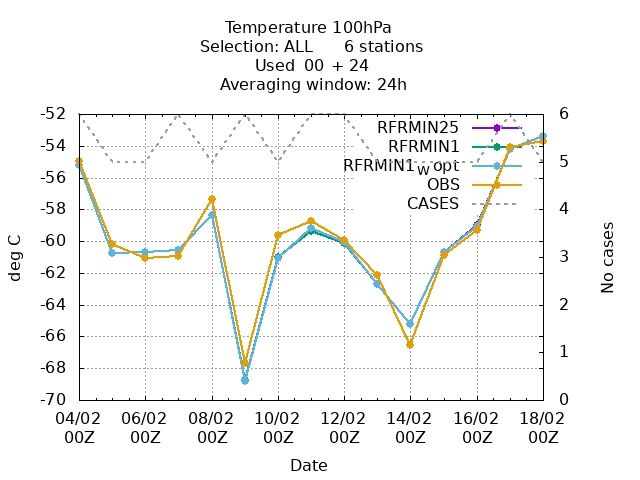 Temperature 100hPa
Selection: ALL      6 stations
Used  00  + 24
Averaging window: 24h
-52
-54
-56
-58
-60
-62
-64
-66
-68
-70
deg C
6
5
4
3
2
1
0
No cases
RFRMIN25
RFRMIN1
RFRMIN1_w opt
OBS
CASES
04/02 06/02 08/02 10/02 12/02 14/02 16/02 18/02
00Z 00Z 00Z 00Z 00Z 00Z 00Z 00Z
Date